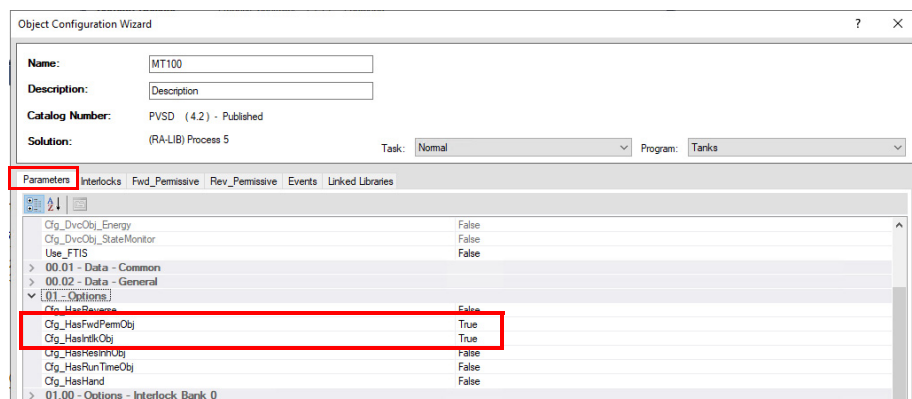 Object Configuration Wizard ? ×
Name: MT100
Description: Description
Catalog Number: PVSD ( 4.2 ) - Published
Solution: (RA-LIB) Process 5 Task: Normal Program: Tanks
Parameters Interlocks Fwd_Permissive Rev_Permissive Events Linked Libraries
Cfg_DvcObj_Energy False
Cfg_DvcObj_StateMonitor False
Use_FTIS False
00.01 - Data - Common
00.02 - Data - General
01 - Options
Cfg_HasReverse False
Cfg_HasFwdPermObj True
Cfg_HasIntlkObj True
Cfg_HasResInhObj False
Cfg_HasRunTimeObj False
Cfg_HasHand False
01.00 - Options - Interlock Bank 0